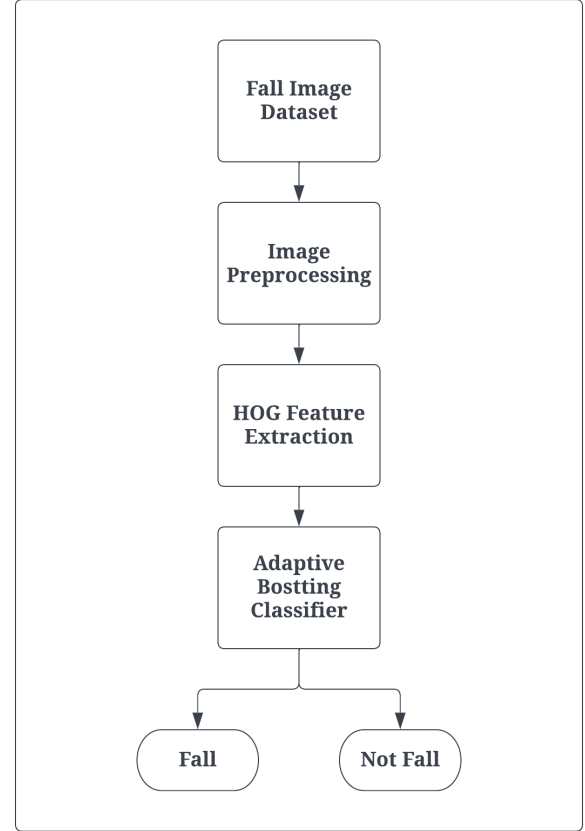 Fall Image
Dataset
Image
Preprocessing
HOG Feature
Extraction
Adaptive
Bostting
Classifier
Fall
Not Fall